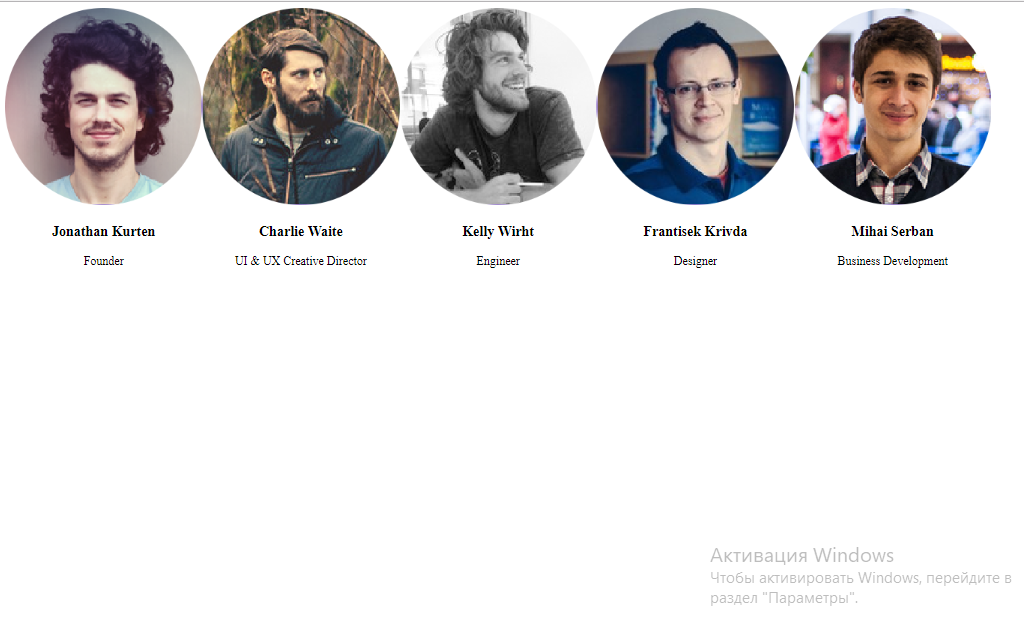 Jonathan Kurten
Founder
Charlie Waite
UI & UX Creative Director
Kelly Wirht
Engineer
Frantisek Krivda
Designer
Mihai Serban
Business Development
Активация Windows
Чтобы активировать Windows, перейдите в
раздел "Параметры".